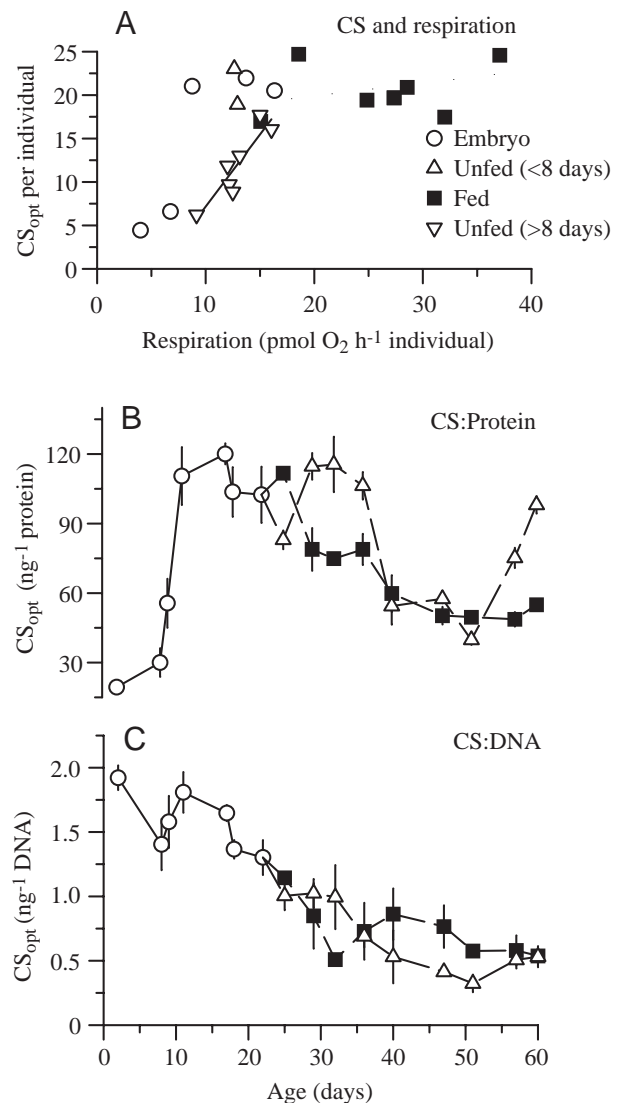 A
CS and respiration
25
20
15
10
5
0
CSopt per individual
0 10 20 30 40
Respiration (pmol O2 h-1 individual)
Embryo
Unfed (<8 days)
Fed
Unfed (>8 days)
B
CS:Protein
120
90
60
30
CSopt (ng-1 protein)
C
CS:DNA
2.0
1.5
1.0
0.5
0
CSopt (ng-1 DNA)
0 10 20 30 40 50 60
Age (days)